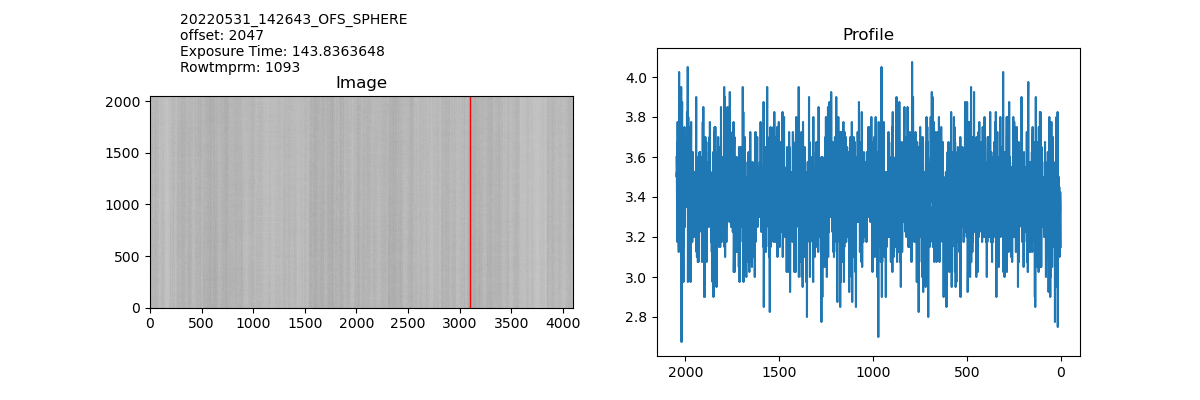 20220531_142643_OFS_SPHERE
offset: 2047
Exposure Time: 143.8363648
Rowtmprm: 1093
Image
2000
1500
1000
500
0
0 500 1000 1500 2000 2500 3000 3500 4000
Profile
4.0
3.8
3.6
3.4
3.2
3.0
2.8
2000 1500 1000 500 0